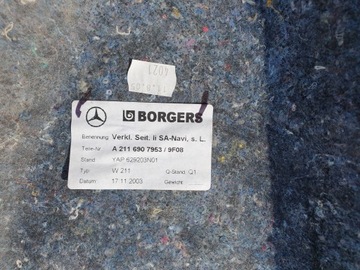 BORGERS
Benennung Verkl. Seit. li SA-Navi, s. L.
Teile-Nr. A 211 690 7953 / 9F08
Stand YAP 629203N01
Typ W 211 Q-Stand: Q1
Datum: 17-11-2003 Gewicht: